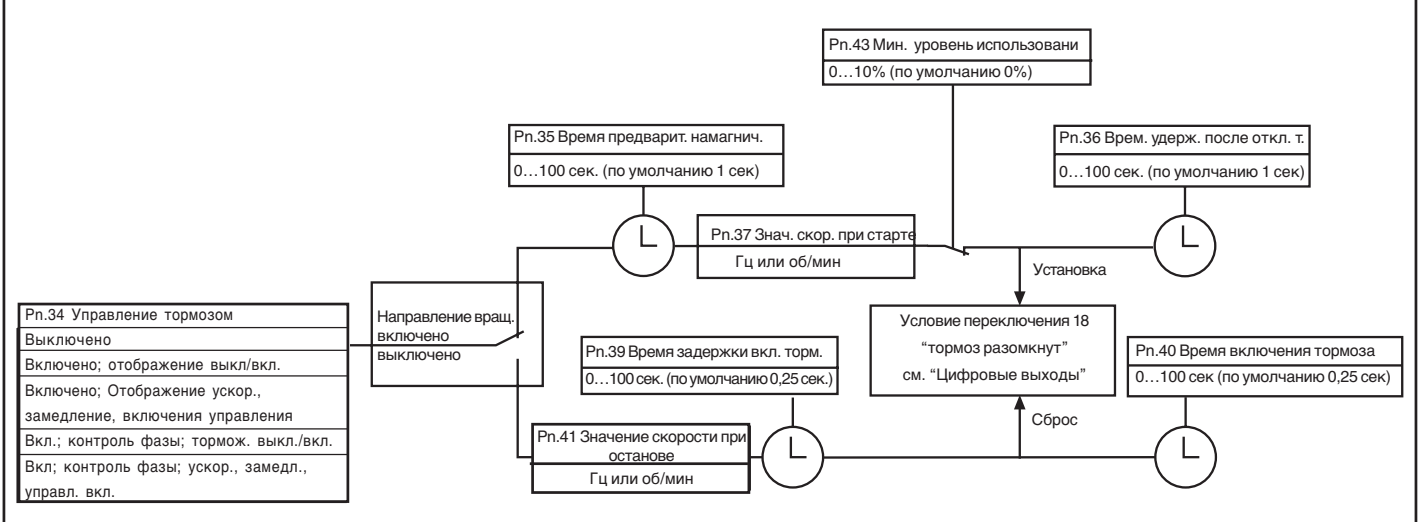 Pn.43 Мин. уровень использовани
0…10% (по умолчанию 0%)
Pn.35 Время предварит. намагнич.
0…100 сек. (по умолчанию 1 сек)
Pn.36 Врем. удерж. после откл. т.
0…100 сек. (по умолчанию 1 сек)
Pn.37 Знач. скор. при старте
Гц или об/мин
Установка
Pn.34 Управление тормозом
Выключено
Включено; отображение выкл/вкл.
Включено; Отображение ускор.,
замедление, включения управления
Вкл.; контроль фазы; тормож. выкл./вкл.
Вкл; контроль фазы; ускор., замедл.,
управл. вкл.
Направление вращ.
включено
выключено
Условие переключения 18
“тормоз разомкнут”
см. “Цифровые выходы”
Pn.39 Время задержки вкл. торм.
0…100 сек. (по умолчанию 0,25 сек.)
Pn.40 Время включения тормоза
0…100 сек (по умолчанию 0,25 сек)
Сброс
Pn.41 Значение скорости при
останове
Гц или об/мин